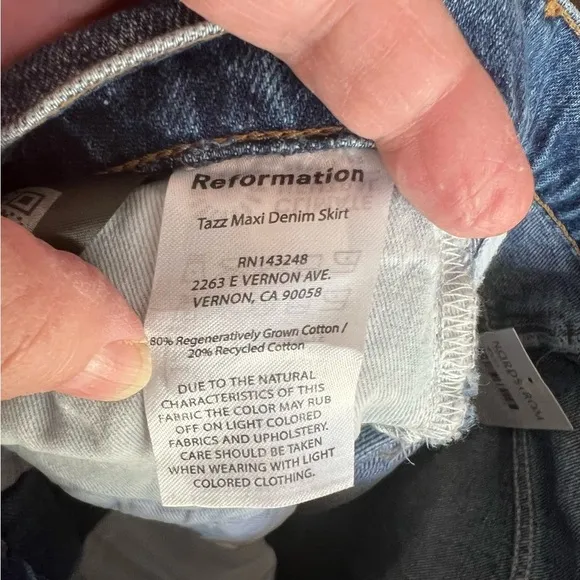 Reformation
Tazz Maxi Denim Skirt
RN143248
2263 E VERNON AVE.
VERNON, CA 90058
80% Regeneratively Grown Cotton /
20% Recycled Cotton
DUE TO THE NATURAL
CHARACTERISTICS OF THIS
FABRIC THE COLOR MAY RUB
OFF ON LIGHT COLORED
FABRICS AND UPHOLSTERY.
CARE SHOULD BE TAKEN
WHEN WEARING WITH LIGHT
COLORED CLOTHING.
NORDSTROM